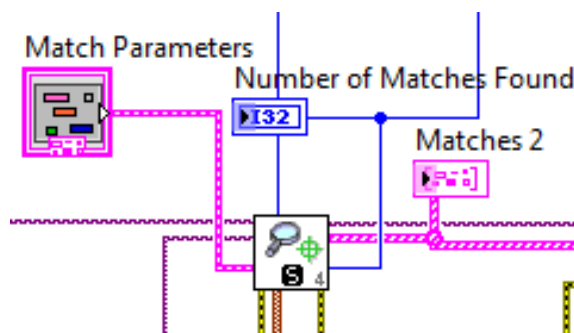 Match Parameters
Number of Matches Found
I32
Matches 2
S
4